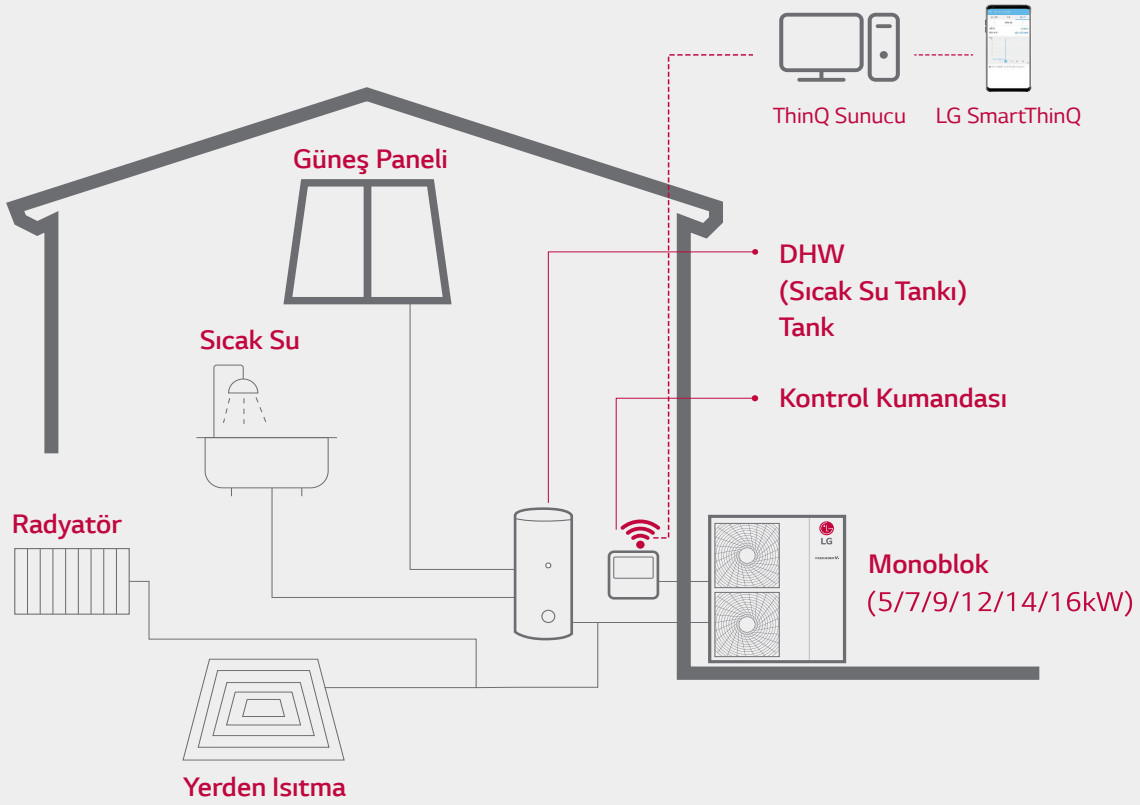 ThinQ Sunucu
LG SmartThinQ
Güneş Paneli
DHW
(Sıcak Su Tankı)
Tank
Sıcak Su
Kontrol Kumandası
Radyatör
LG
Monoblok
(5/7/9/12/14/16kW)
Yerden Isıtma